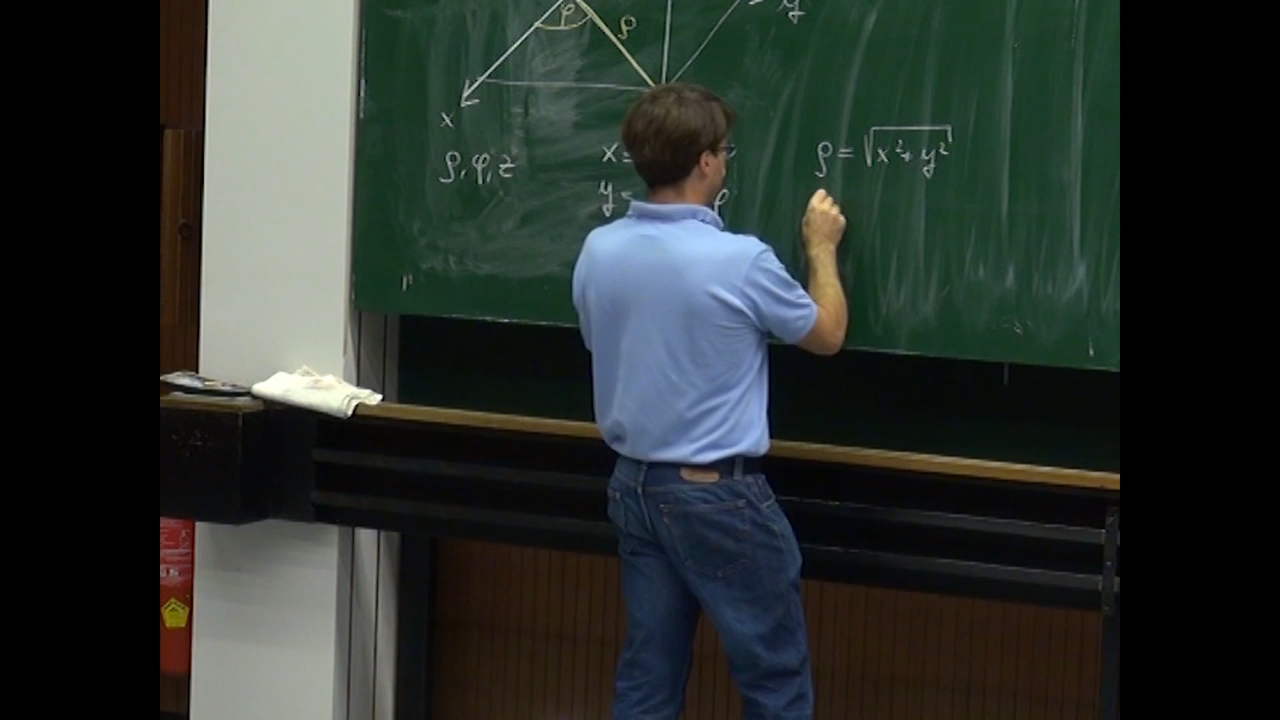 φ
ρ
y
x
ρ, φ, z
x =
ρ = √x² + y²
y = φ